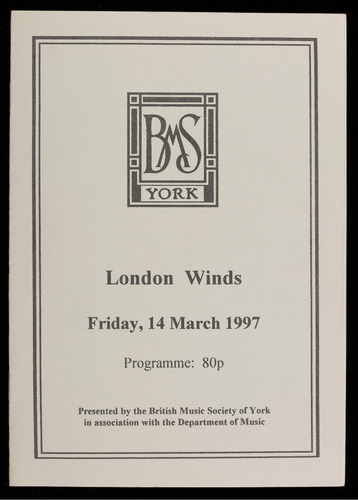 BMS
YORK
London Winds
Friday, 14 March 1997
Programme: 80p
Presented by the British Music Society of York
in association with the Department of Music